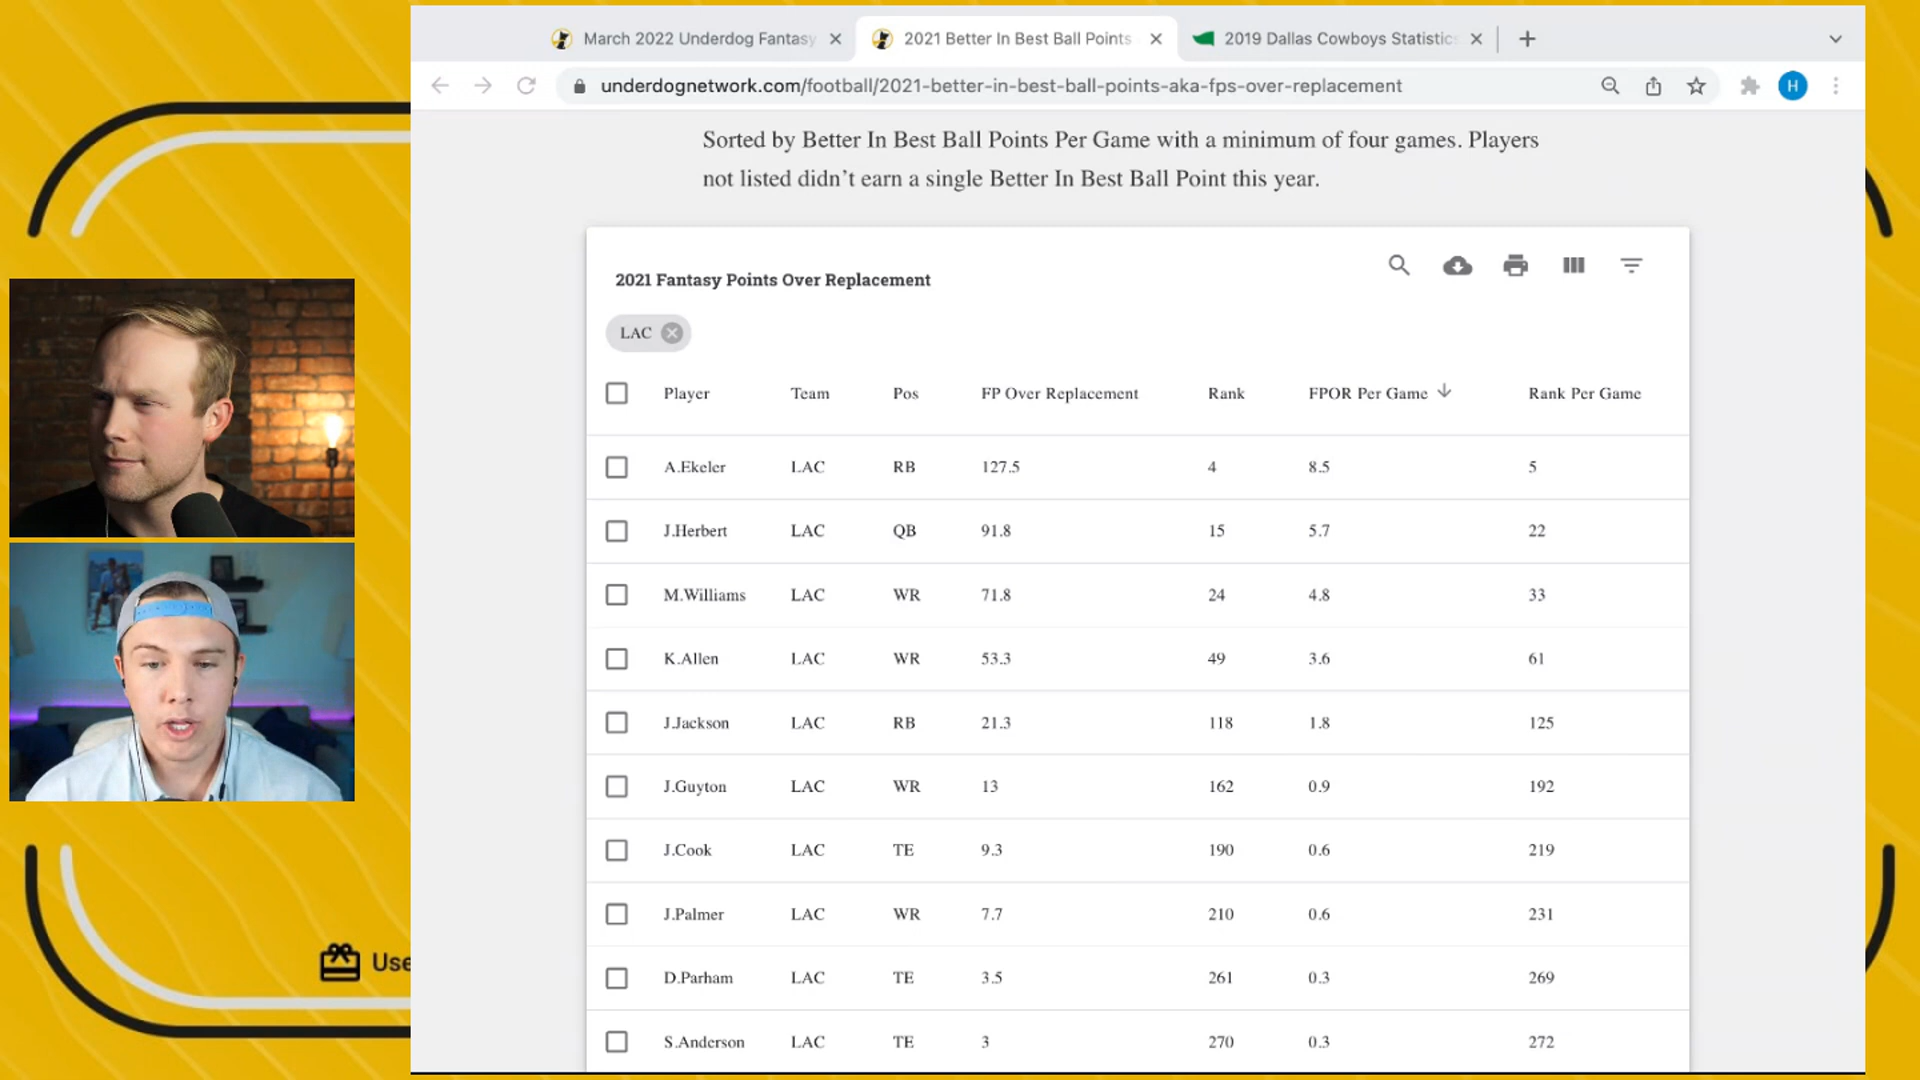 March 2022 Underdog Fantasy
2021 Better In Best Ball Points
2019 Dallas Cowboys Statistics
underdognetwork.com/football/2021-better-in-best-ball-points-aka-fps-over-replacement
H
Sorted by Better In Best Ball Points Per Game with a minimum of four games. Players
not listed didn’t earn a single Better In Best Ball Point this year.
2021 Fantasy Points Over Replacement
LAC
Player Team Pos FP Over Replacement Rank FPOR Per Game Rank Per Game
A.Ekeler LAC RB 127.5 4 8.5 5
J.Herbert LAC QB 91.8 15 5.7 22
M.Williams LAC WR 71.8 24 4.8 33
K.Allen LAC WR 53.3 49 3.6 61
J.Jackson LAC RB 21.3 118 1.8 125
J.Guyton LAC WR 13 162 0.9 192
J.Cook LAC TE 9.3 190 0.6 219
J.Palmer LAC WR 7.7 210 0.6 231
D.Parham LAC TE 3.5 261 0.3 269
S.Anderson LAC TE 3 270 0.3 272
Use